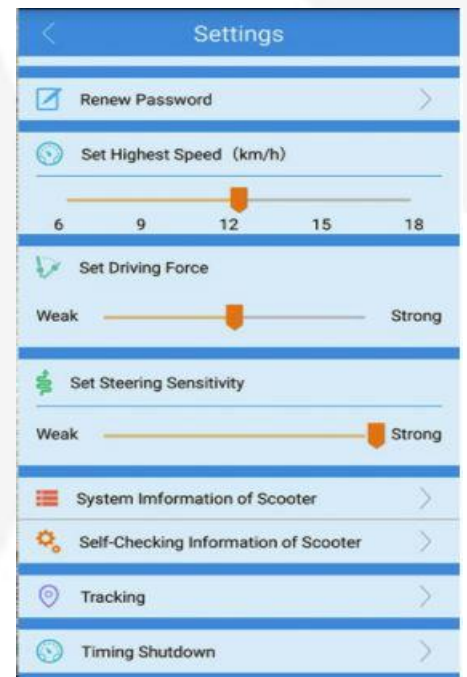 Settings
Renew Password
Set Highest Speed (km/h)
6 9 12 15 18
Set Driving Force
Weak Strong
Set Steering Sensitivity
Weak Strong
System Imformation of Scooter
Self-Checking Information of Scooter
Tracking
Timing Shutdown